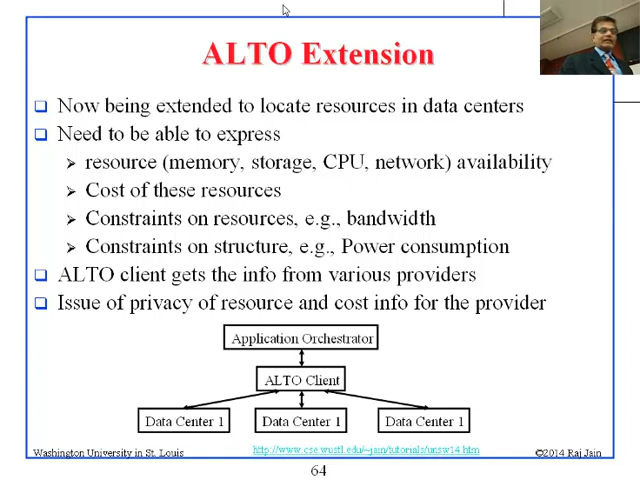 ALTO Extension
Now being extended to locate resources in data centers
Need to be able to express
resource (memory, storage, CPU, network) availability
Cost of these resources
Constraints on resources, e.g., bandwidth
Constraints on structure, e.g., Power consumption
ALTO client gets the info from various providers
Issue of privacy of resource and cost info for the provider
Application Orchestrator
ALTO Client
Data Center 1 Data Center 1 Data Center 1
Washington University in St. Louis http://www.cse.wustl.edu/~jain/tutorials/unsw14.htm ©2014 Raj Jain
64